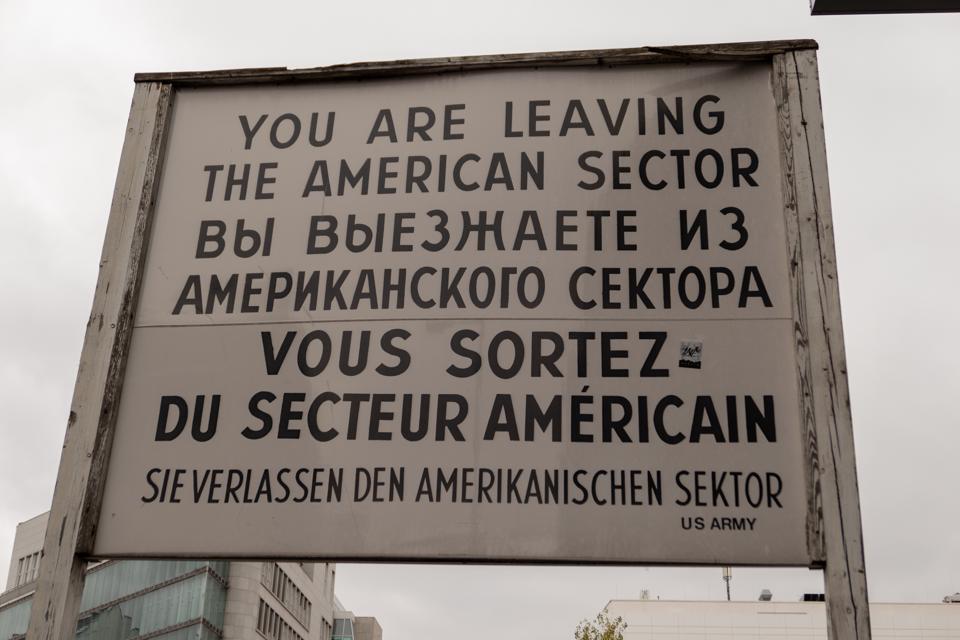 YOU ARE LEAVING
THE AMERICAN SECTOR
ВЫ ВЫЕЗЖАЕТЕ ИЗ
АМЕРИКАНСКОГО СЕКТОРА
VOUS SORTEZ
DU SECTEUR AMÉRICAIN
SIE VERLASSEN DEN AMERIKANISCHEN SEKTOR
US ARMY